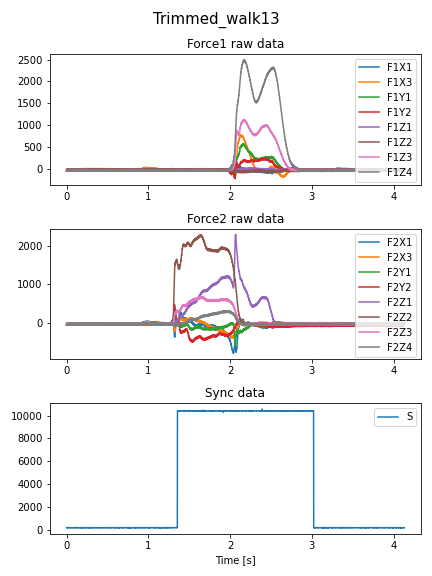 Trimmed_walk13
Force1 raw data
2500
2000
1500
1000
500
0
F1X1
F1X3
F1Y1
F1Y2
F1Z1
F1Z2
F1Z3
F1Z4
0 1 2 3 4
Force2 raw data
2000
1000
0
F2X1
F2X3
F2Y1
F2Y2
F2Z1
F2Z2
F2Z3
F2Z4
0 1 2 3 4
Sync data
10000
8000
6000
4000
2000
0
S
0 1 2 3 4
Time [s]